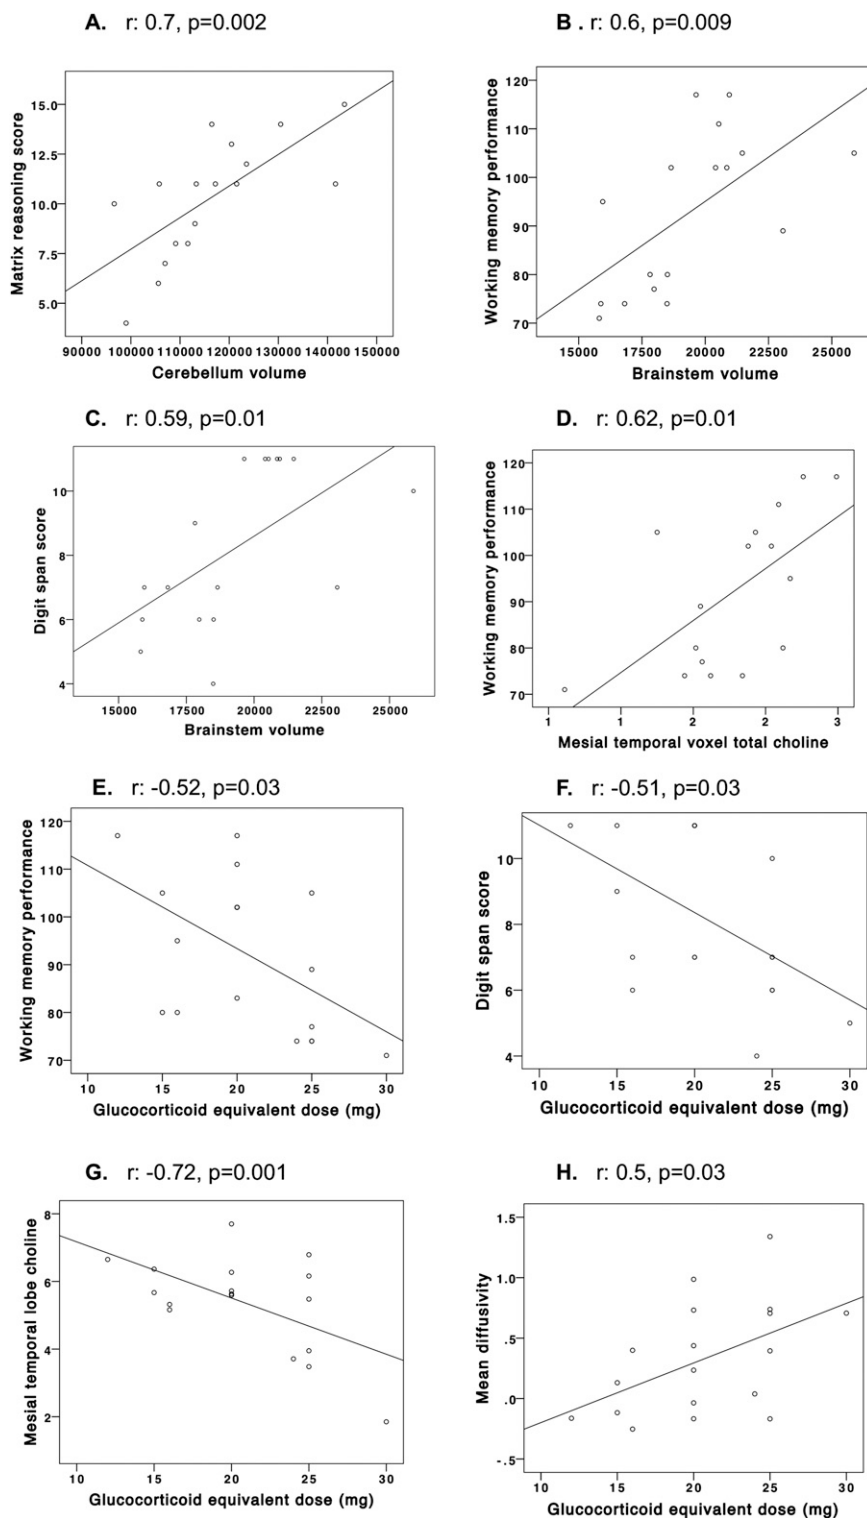 A. r: 0.7, p=0.002
Matrix reasoning score
15.0
12.5
10.0
7.5
5.0
90000 100000 110000 120000 130000 140000 150000
Cerebellum volume
B . r: 0.6, p=0.009
Working memory performance
120
110
100
90
80
70
15000 17500 20000 22500 25000
Brainstem volume
C. r: 0.59, p=0.01
Digit span score
10
8
6
4
15000 17500 20000 22500 25000
Brainstem volume
D. r: 0.62, p=0.01
Working memory performance
120
110
100
90
80
70
1 1 2 2 3
Mesial temporal voxel total choline
E. r: -0.52, p=0.03
Working memory performance
120
110
100
90
80
70
10 15 20 25 30
Glucocorticoid equivalent dose (mg)
F. r: -0.51, p=0.03
Digit span score
10
8
6
4
10 15 20 25 30
Glucocorticoid equivalent dose (mg)
G. r: -0.72, p=0.001
Mesial temporal lobe choline
8
6
4
2
10 15 20 25 30
Glucocorticoid equivalent dose (mg)
H. r: 0.5, p=0.03
Mean diffusivity
1.5
1.0
.5
.0
-.5
10 15 20 25 30
Glucocorticoid equivalent dose (mg)